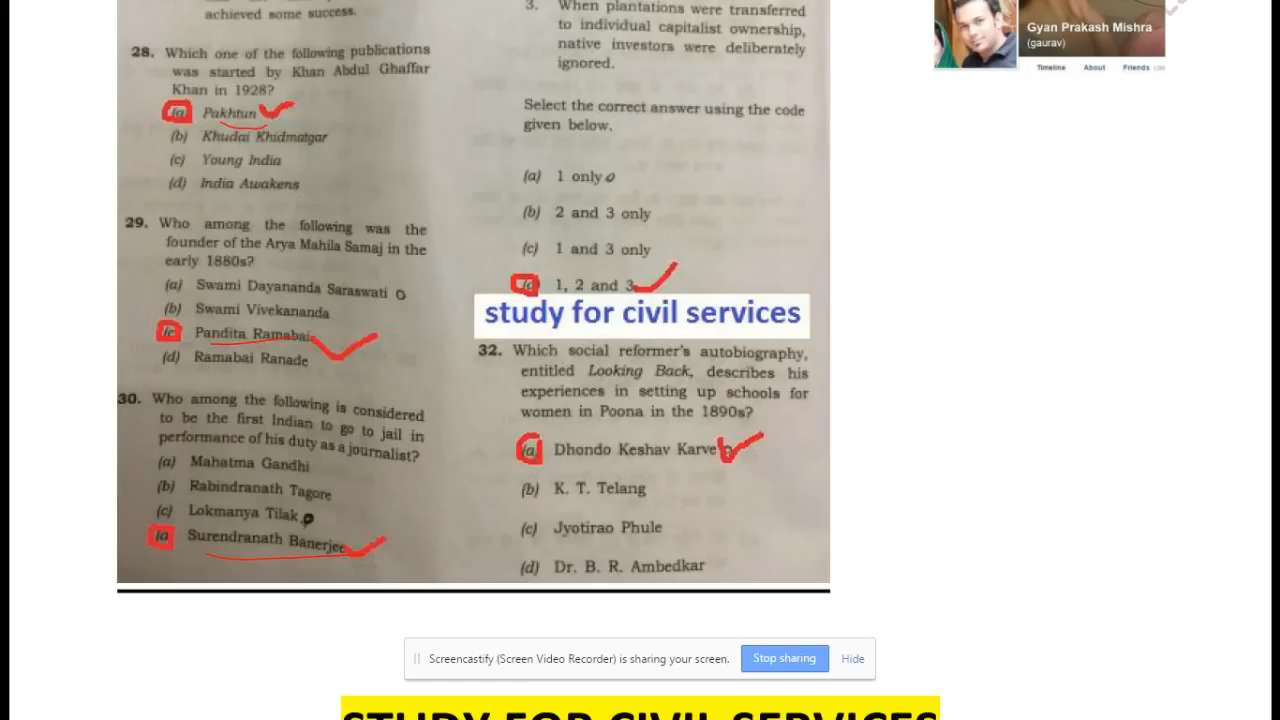 achieved some success.
28. Which one of the following publications
was started by Khan Abdul Ghaffar
Khan in 1928?
(a) Pakhtun
(b) Khudai Khidmatgar
(c) Young India
(d) India Awakens
29. Who among the following was the
founder of the Arya Mahila Samaj in the
early 1880s?
(a) Swami Dayananda Saraswati
(b) Swami Vivekananda
(c) Pandita Ramabai
(d) Ramabai Ranade
30. Who among the following is considered
to be the first Indian to go to jail in
performance of his duty as a journalist?
(a) Mahatma Gandhi
(b) Rabindranath Tagore
(c) Lokmanya Tilak
Surendranath Banerjee
3. When plantations were transferred
to individual capitalist ownership,
native investors were deliberately
ignored.
Select the correct answer using the code
given below.
(a) 1 only
(b) 2 and 3 only
(c) 1 and 3 only
1, 2 and 3
study for civil services
32. Which social reformer's autobiography,
entitled Looking Back, describes his
experiences in setting up schools for
women in Poona in the 1890s?
(a) Dhondo Keshav Karve
(b) K. T. Telang
(c) Jyotirao Phule
(d) Dr. B. R. Ambedkar
Gyan Prakash Mishra
(gaurav)
Timeline About Friends
Screencastify (Screen Video Recorder) is sharing your screen. Stop sharing Hide
STUDY FOR CIVIL SERVICES